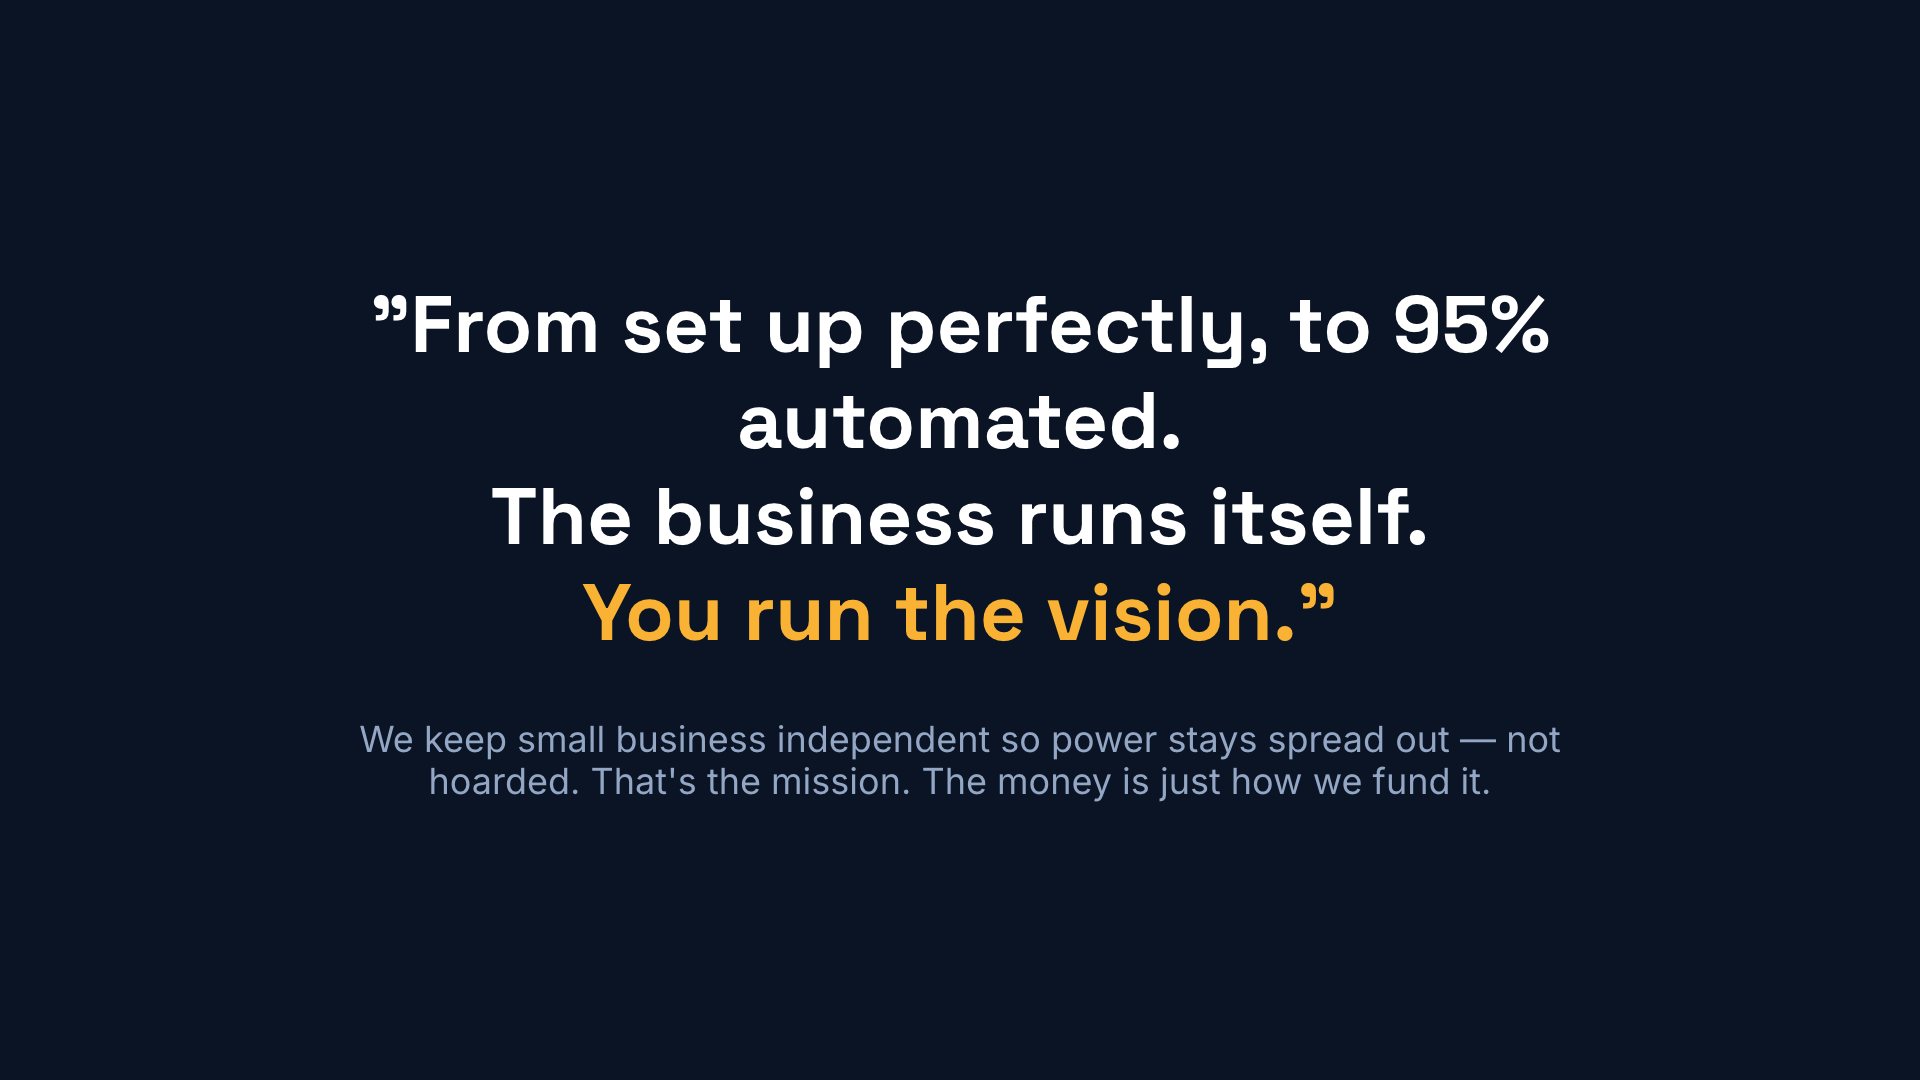 ”From set up perfectly, to 95%
automated.
The business runs itself.
You run the vision.”
We keep small business independent so power stays spread out — not
hoarded. That's the mission. The money is just how we fund it.